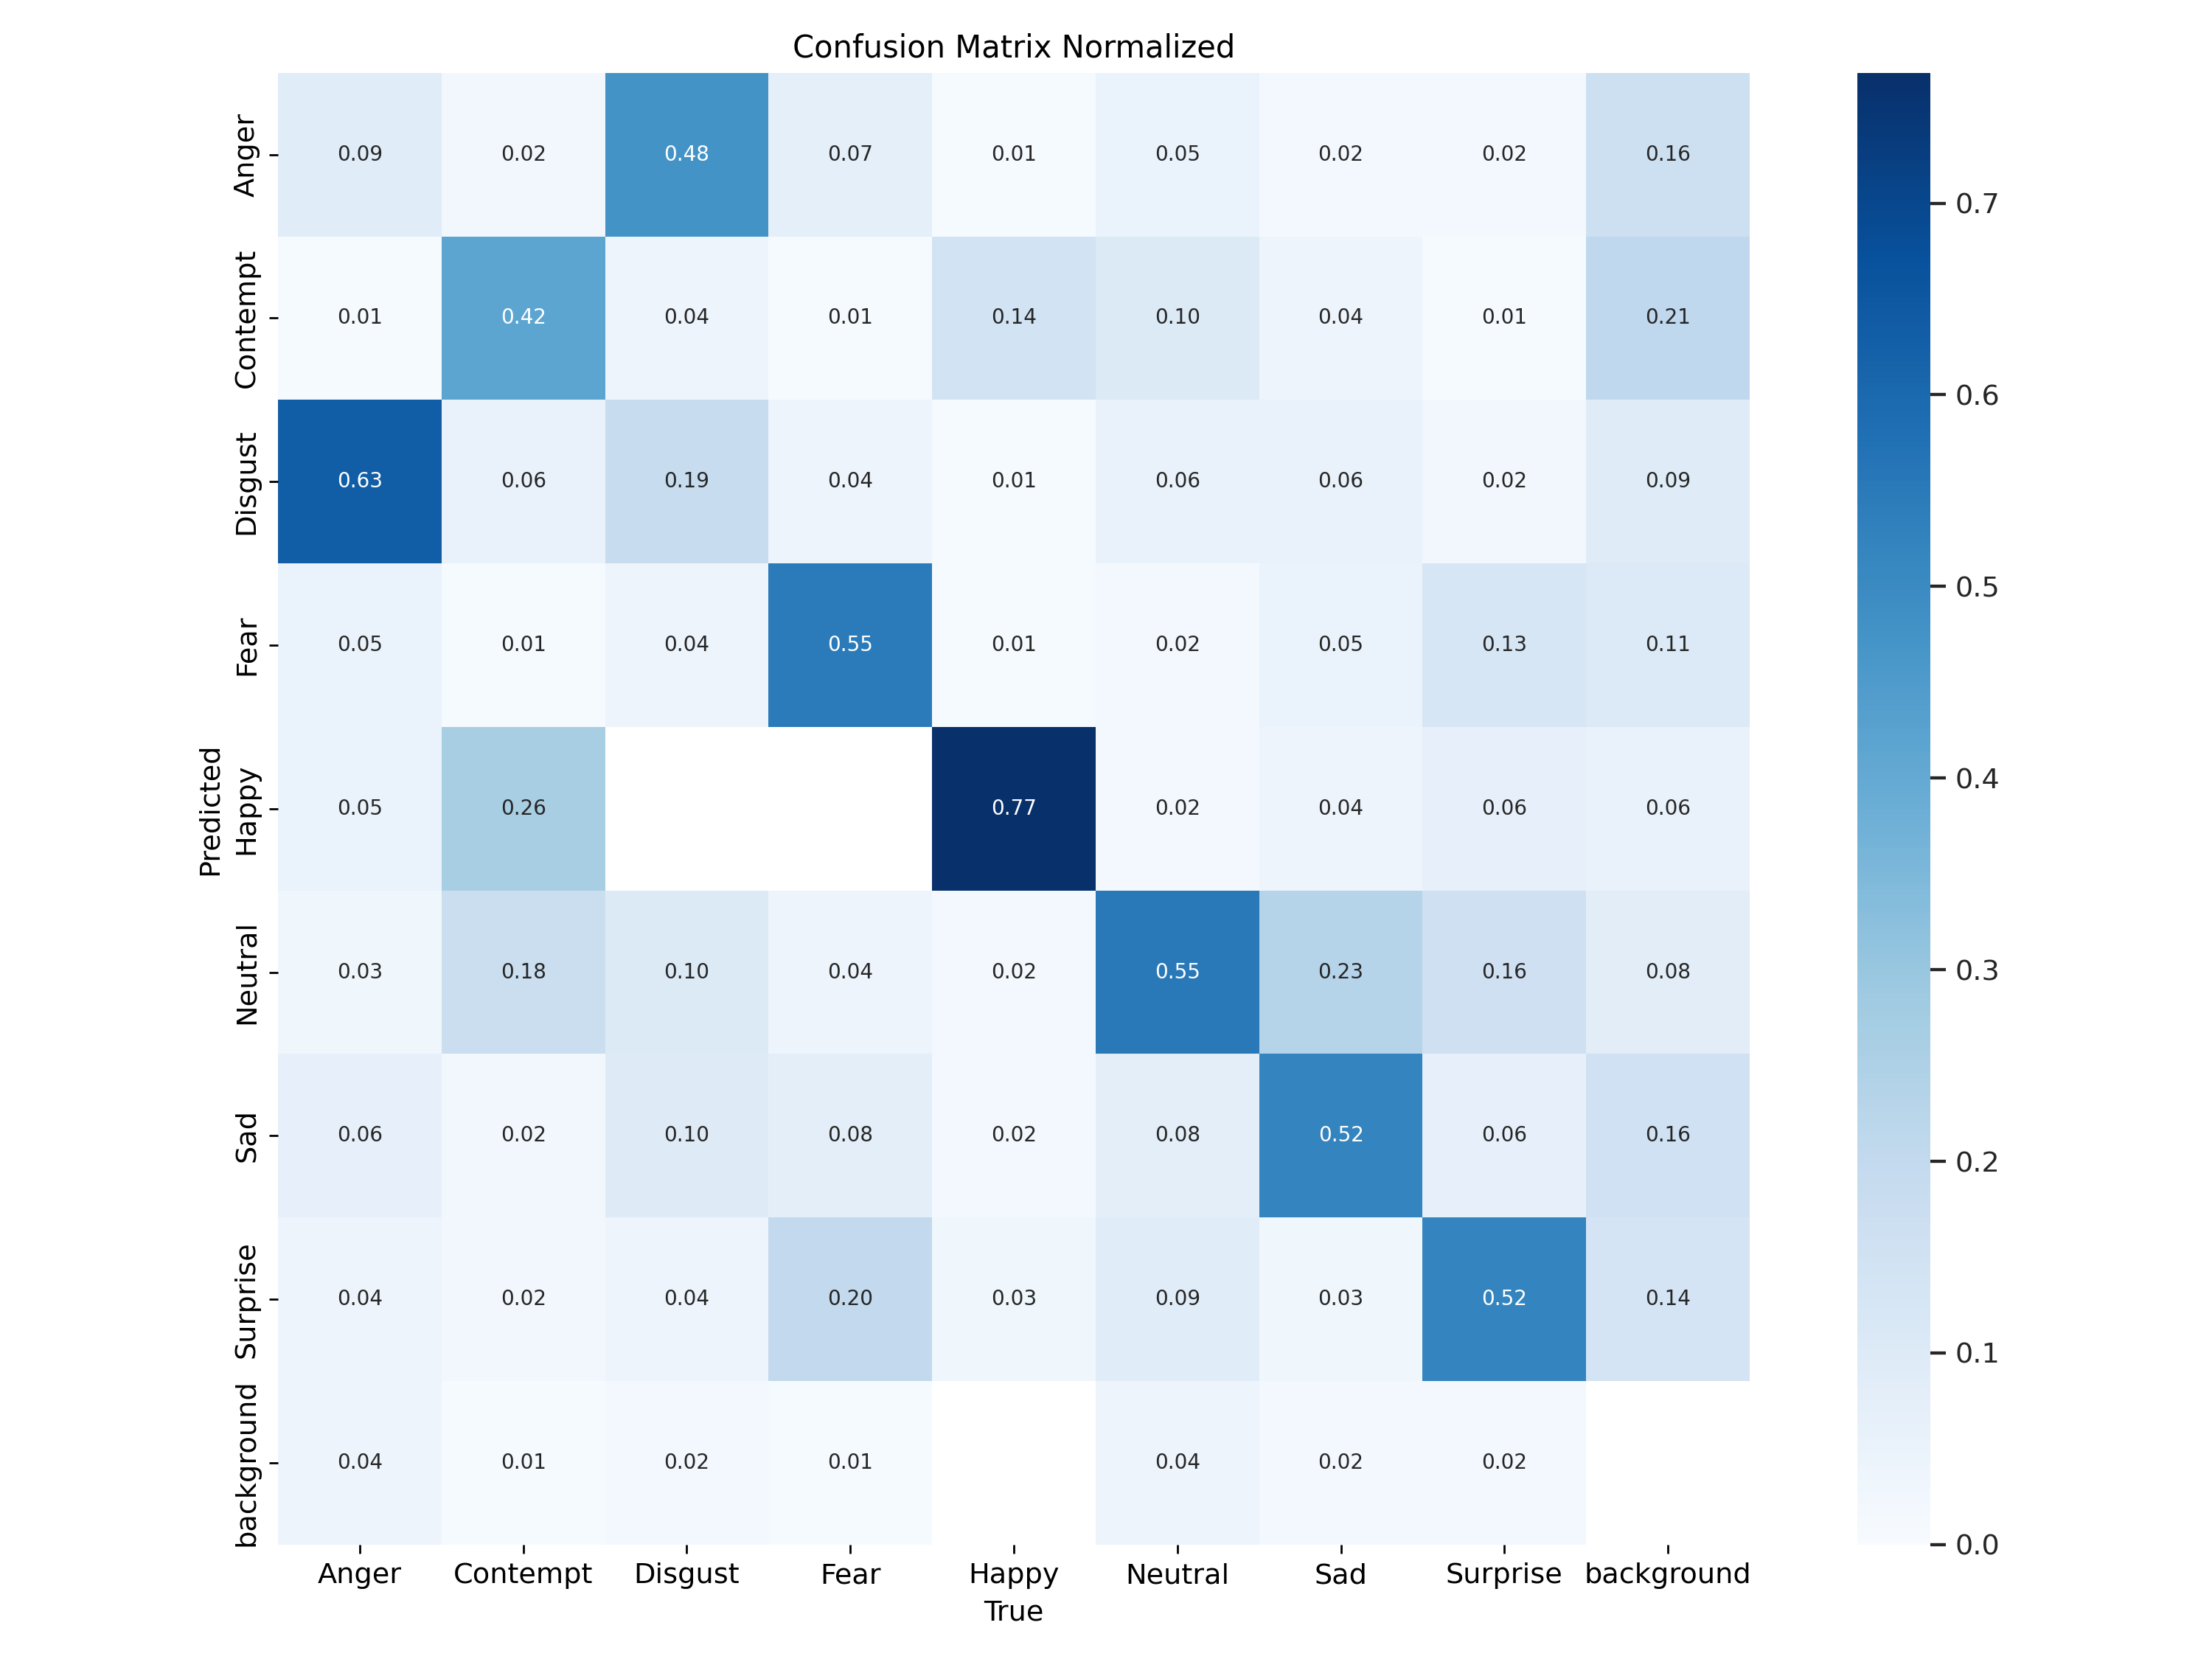 Confusion Matrix Normalized
Anger 0.09 0.02 0.48 0.07 0.01 0.05 0.02 0.02 0.16
Contempt 0.01 0.42 0.04 0.01 0.14 0.10 0.04 0.01 0.21
Disgust 0.63 0.06 0.19 0.04 0.01 0.06 0.06 0.02 0.09
Fear 0.05 0.01 0.04 0.55 0.01 0.02 0.05 0.13 0.11
Happy 0.05 0.26 0.77 0.02 0.04 0.06 0.06
Neutral 0.03 0.18 0.10 0.04 0.02 0.55 0.23 0.16 0.08
Sad 0.06 0.02 0.10 0.08 0.02 0.08 0.52 0.06 0.16
Surprise 0.04 0.02 0.04 0.20 0.03 0.09 0.03 0.52 0.14
background 0.04 0.01 0.02 0.01 0.04 0.02 0.02
Predicted
Anger Contempt Disgust Fear Happy Neutral Sad Surprise background
True
0.7
0.6
0.5
0.4
0.3
0.2
0.1
0.0